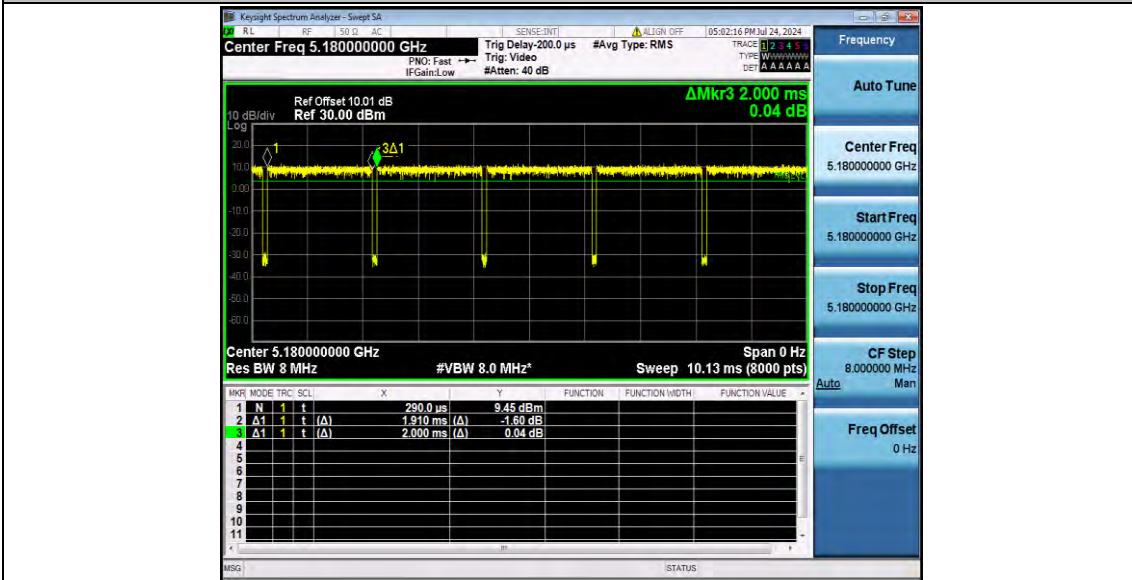 Keysight Spectrum Analyzer - Swept SA
RL RF 50 Ω AC SENSE:INT ALIGN OFF 05:02:16 PM Jul 24, 2024
Center Freq 5.180000000 GHz
PNO: Fast
IFGain:Low
Trig Delay-200.0 µs
Trig: Video
#Atten: 40 dB
#Avg Type: RMS
TRACE 1 2 3 4 5 6
TYPE W
DET A A A A A A
Frequency
Auto Tune
Center Freq
5.180000000 GHz
Start Freq
5.180000000 GHz
Stop Freq
5.180000000 GHz
CF Step
8.000000 MHz
Auto Man
Freq Offset
0 Hz
ΔMkr3 2.000 ms
0.04 dB
Ref Offset 10.01 dB
10 dB/div Ref 30.00 dBm
Log
20.0
10.0
0.00
-10.0
-20.0
-30.0
-40.0
-50.0
-60.0
1
3Δ1
Center 5.180000000 GHz Span 0 Hz
Res BW 8 MHz #VBW 8.0 MHz* Sweep 10.13 ms (8000 pts)
MKR MODE TRC SCL X Y FUNCTION FUNCTION WIDTH FUNCTION VALUE
1 N 1 t 290.0 µs 9.45 dBm
2 Δ1 1 t (Δ) 1.910 ms (Δ) -1.60 dB
3 Δ1 1 t (Δ) 2.000 ms (Δ) 0.04 dB
4
5
6
7
8
9
10
11
MSG STATUS